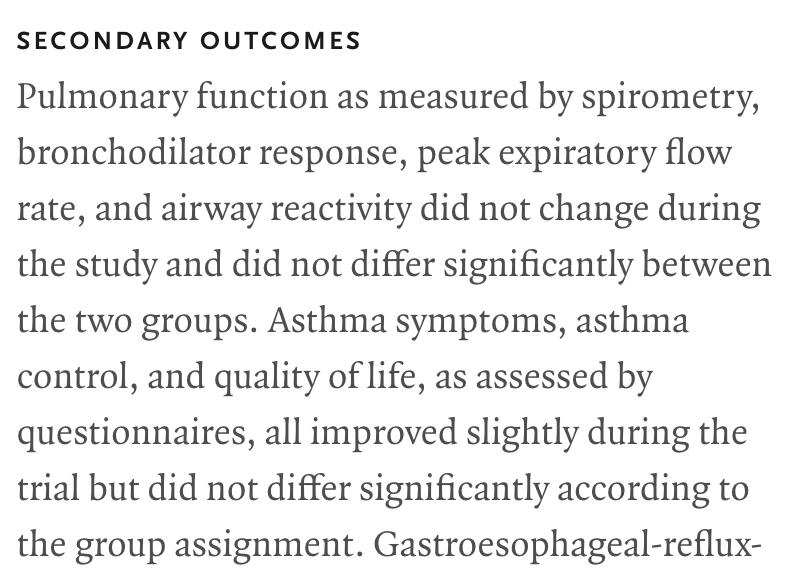 SECONDARY OUTCOMES
Pulmonary function as measured by spirometry,
bronchodilator response, peak expiratory flow
rate, and airway reactivity did not change during
the study and did not differ significantly between
the two groups. Asthma symptoms, asthma
control, and quality of life, as assessed by
questionnaires, all improved slightly during the
trial but did not differ significantly according to
the group assignment. Gastroesophageal-reflux-